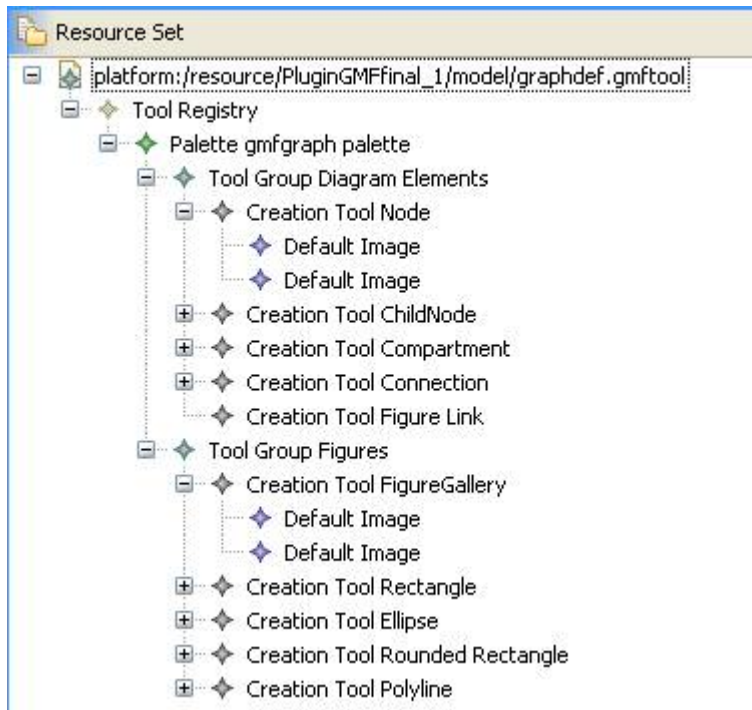 Resource Set
platform:/resource/PluginGMFfinal_1/model/graphdef.gmftool
Tool Registry
Palette gmfgraph palette
Tool Group Diagram Elements
Creation Tool Node
Default Image
Default Image
Creation Tool ChildNode
Creation Tool Compartment
Creation Tool Connection
Creation Tool Figure Link
Tool Group Figures
Creation Tool FigureGallery
Default Image
Default Image
Creation Tool Rectangle
Creation Tool Ellipse
Creation Tool Rounded Rectangle
Creation Tool Polyline